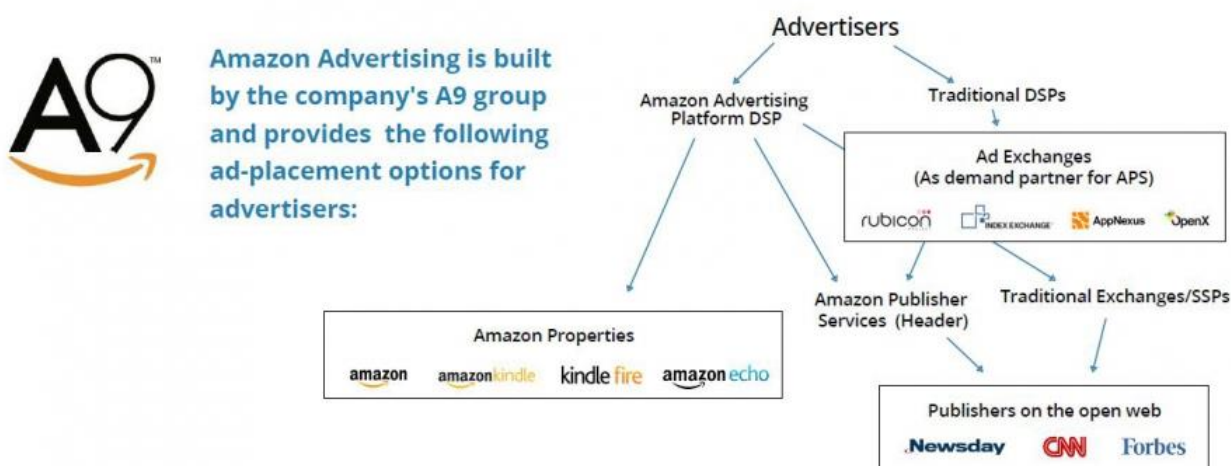 A9™
Amazon Advertising is built
by the company's A9 group
and provides the following
ad-placement options for
advertisers:
Advertisers
Amazon Advertising
Platform DSP
Traditional DSPs
Ad Exchanges
(As demand partner for APS)
rubicon
INDEX EXCHANGE
AppNexus
OpenX
Amazon Publisher
Services (Header)
Traditional Exchanges/SSPs
Amazon Properties
amazon
amazonkindle
kindle fire
amazon echo
Publishers on the open web
Newsday
CNN
Forbes